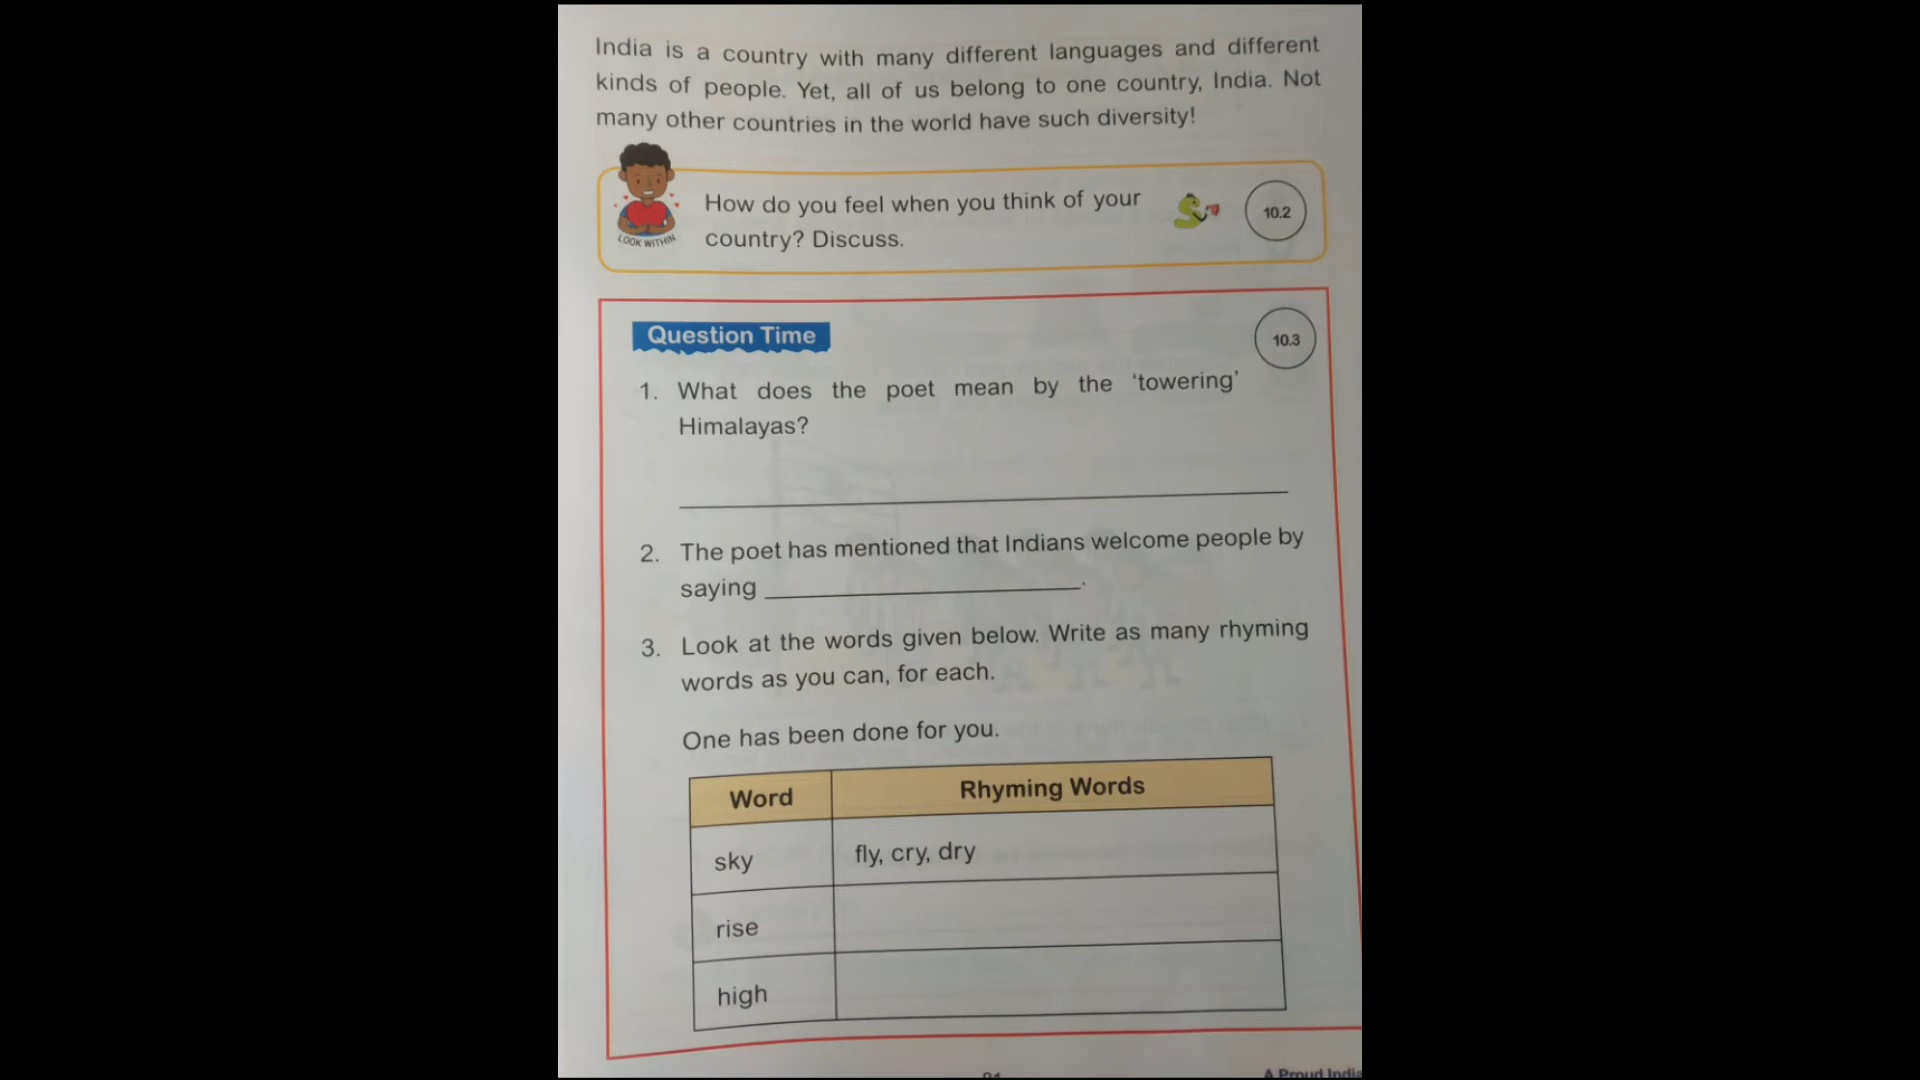 India is a country with many different languages and different
kinds of people. Yet, all of us belong to one country, India. Not
many other countries in the world have such diversity!
How do you feel when you think of your
country? Discuss.
10.2
LOOK WITHIN
Question Time
10.3
1. What does the poet mean by the ‘towering’
Himalayas?
2. The poet has mentioned that Indians welcome people by
saying ____________________.
3. Look at the words given below. Write as many rhyming
words as you can, for each.
One has been done for you.
Word Rhyming Words
sky fly, cry, dry
rise
high
A Proud